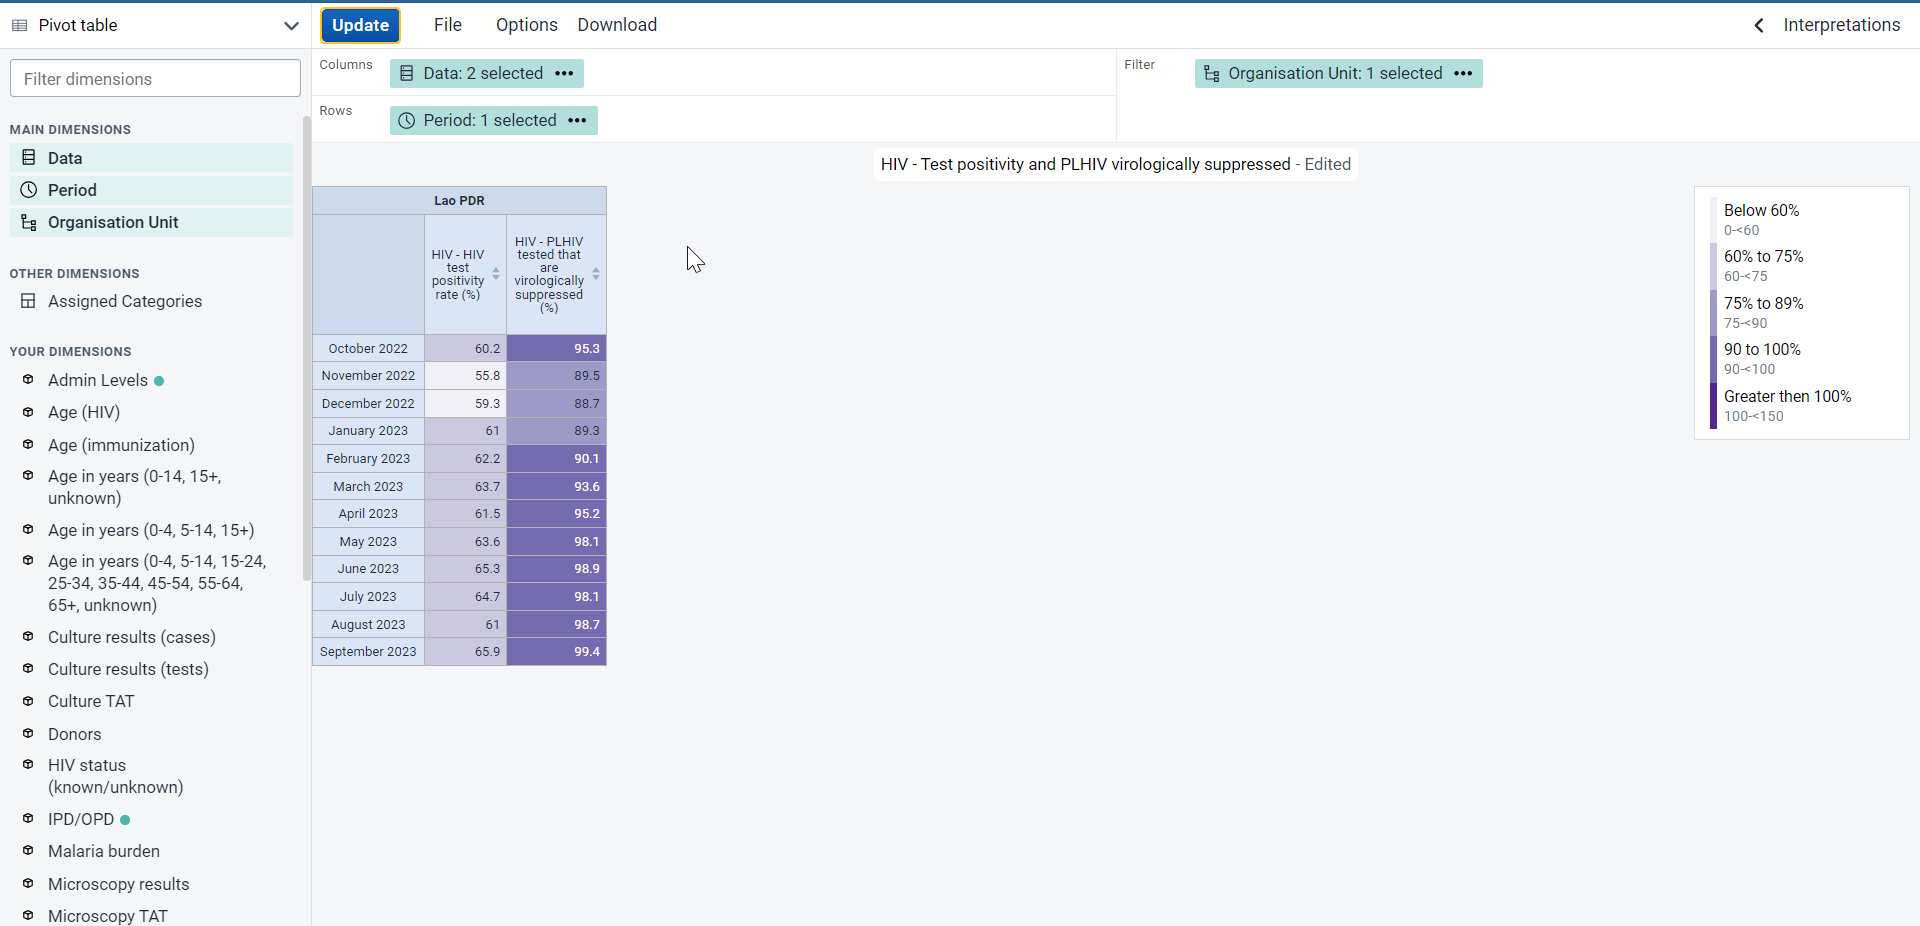 Pivot table
Update
File
Options
Download
Interpretations
Filter dimensions
MAIN DIMENSIONS
Data
Period
Organisation Unit
OTHER DIMENSIONS
Assigned Categories
YOUR DIMENSIONS
Admin Levels
Age (HIV)
Age (immunization)
Age in years (0-14, 15+,
unknown)
Age in years (0-4, 5-14, 15+)
Age in years (0-4, 5-14, 15-24,
25-34, 35-44, 45-54, 55-64,
65+, unknown)
Culture results (cases)
Culture results (tests)
Culture TAT
Donors
HIV status
(known/unknown)
IPD/OPD
Malaria burden
Microscopy results
Microscopy TAT
Columns
Data: 2 selected
Rows
Period: 1 selected
Filter
Organisation Unit: 1 selected
HIV - Test positivity and PLHIV virologically suppressed - Edited
Lao PDR
HIV - HIV
test
positivity
rate (%)
HIV - PLHIV
tested that
are
virologically
suppressed
(%)
October 2022 60.2 95.3
November 2022 55.8 89.5
December 2022 59.3 88.7
January 2023 61 89.3
February 2023 62.2 90.1
March 2023 63.7 93.6
April 2023 61.5 95.2
May 2023 63.6 98.1
June 2023 65.3 98.9
July 2023 64.7 98.1
August 2023 61 98.7
September 2023 65.9 99.4
Below 60%
0-<60
60% to 75%
60-<75
75% to 89%
75-<90
90 to 100%
90-<100
Greater then 100%
100-<150